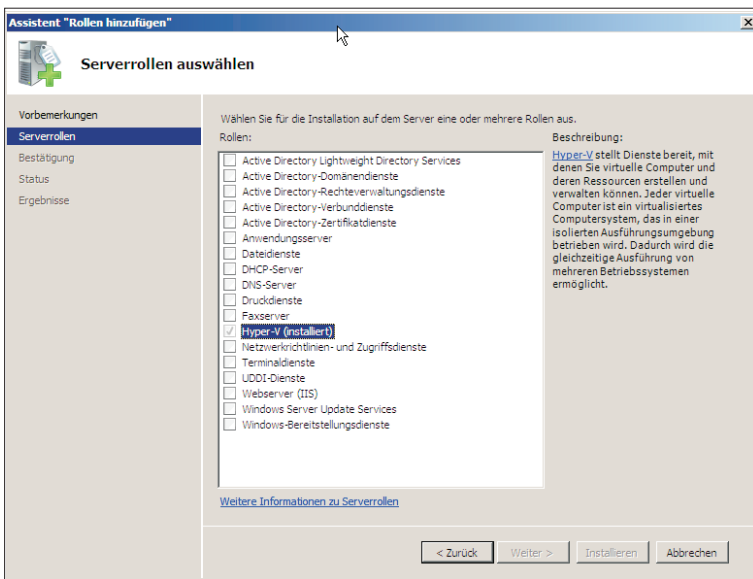 Assistent "Rollen hinzufügen"
Serverrollen auswählen
Vorbemerkungen
Serverrollen
Bestätigung
Status
Ergebnisse
Wählen Sie für die Installation auf dem Server eine oder mehrere Rollen aus.
Rollen:
Active Directory Lightweight Directory Services
Active Directory-Domänendienste
Active Directory-Rechteverwaltungsdienste
Active Directory-Verbunddienste
Active Directory-Zertifikatdienste
Anwendungsserver
Dateidienste
DHCP-Server
DNS-Server
Druckdienste
Faxserver
Hyper-V (installiert)
Netzwerkrichtlinien- und Zugriffsdienste
Terminaldienste
UDDI-Dienste
Webserver (IIS)
Windows Server Update Services
Windows-Bereitstellungsdienste
Weitere Informationen zu Serverrollen
Beschreibung:
Hyper-V stellt Dienste bereit, mit
denen Sie virtuelle Computer und
deren Ressourcen erstellen und
verwalten können. Jeder virtuelle
Computer ist ein virtualisiertes
Computersystem, das in einer
isolierten Ausführungsumgebung
betrieben wird. Dadurch wird die
gleichzeitige Ausführung von
mehreren Betriebssystemen
ermöglicht.
< Zurück
Weiter >
Installieren
Abbrechen